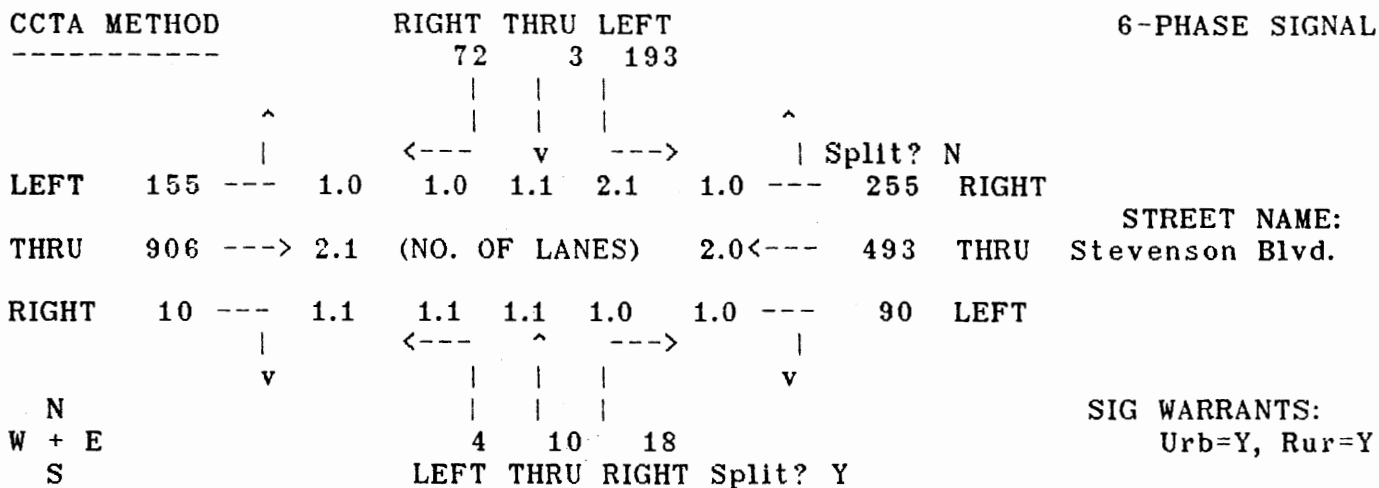 CCTA METHOD RIGHT THRU LEFT 6-PHASE SIGNAL
----------- 72 3 193
| | |
^ | | | ^
| <--- v ---> | Split? N
LEFT 155 --- 1.0 1.0 1.1 2.1 1.0 --- 255 RIGHT
STREET NAME:
THRU 906 ---> 2.1 (NO. OF LANES) 2.0<--- 493 THRU Stevenson Blvd.
RIGHT 10 --- 1.1 1.1 1.1 1.0 1.0 --- 90 LEFT
| <--- ^ ---> |
v | | | v
N | | | SIG WARRANTS:
W + E 4 10 18 Urb=Y, Rur=Y
S LEFT THRU RIGHT Split? Y